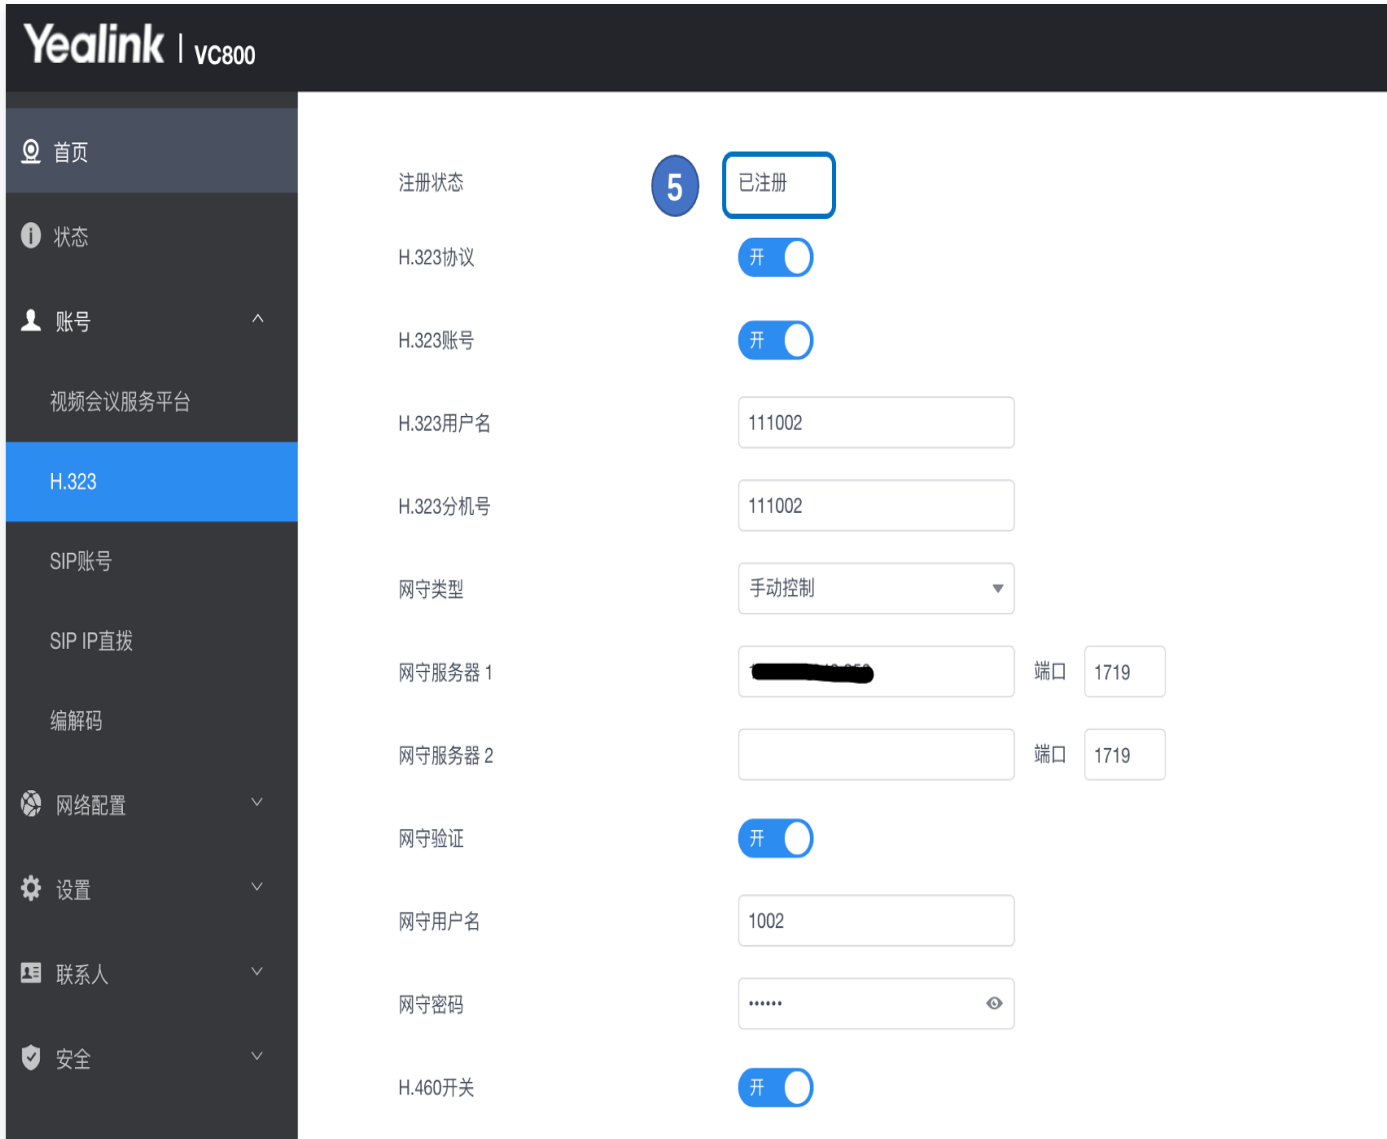 Yealink | VC800
首页
状态
账号
视频会议服务平台
H.323
SIP账号
SIP IP直拨
编解码
网络配置
设置
联系人
安全
注册状态 5 已注册
H.323协议 开
H.323账号 开
H.323用户名 111002
H.323分机号 111002
网守类型 手动控制
网守服务器 1 端口 1719
网守服务器 2 端口 1719
网守验证 开
网守用户名 1002
网守密码 ••••••
H.460开关 开